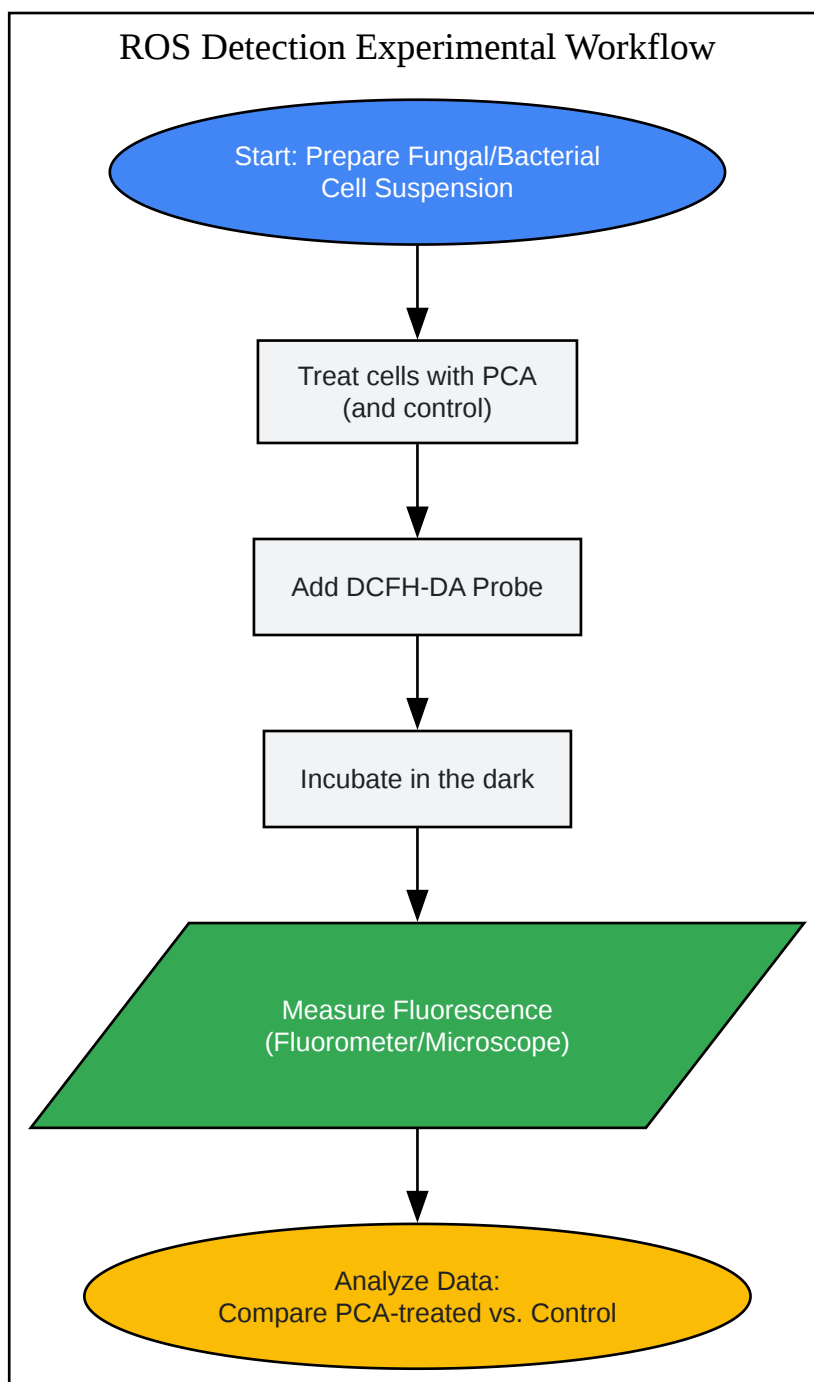 ROS Detection Experimental Workflow
Start: Prepare Fungal/Bacterial
Cell Suspension
Treat cells with PCA
(and control)
Add DCFH-DA Probe
Incubate in the dark
Measure Fluorescence
(Fluorometer/Microscope)
Analyze Data:
Compare PCA-treated vs. Control